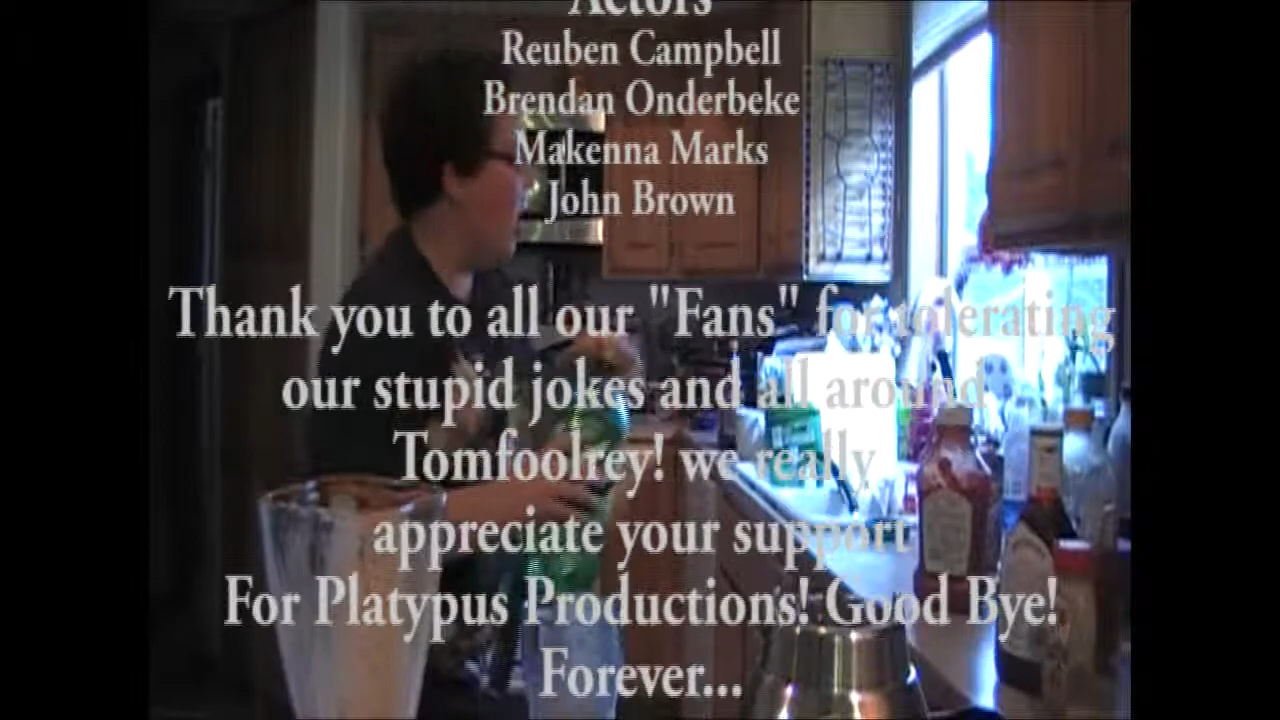 Actors
Reuben Campbell
Brendan Onderbeke
Makenna Marks
John Brown
Thank you to all our "Fans" for tolerating
our stupid jokes and all around
Tomfoolrey! we really
appreciate your support
For Platypus Productions! Good Bye!
Forever...